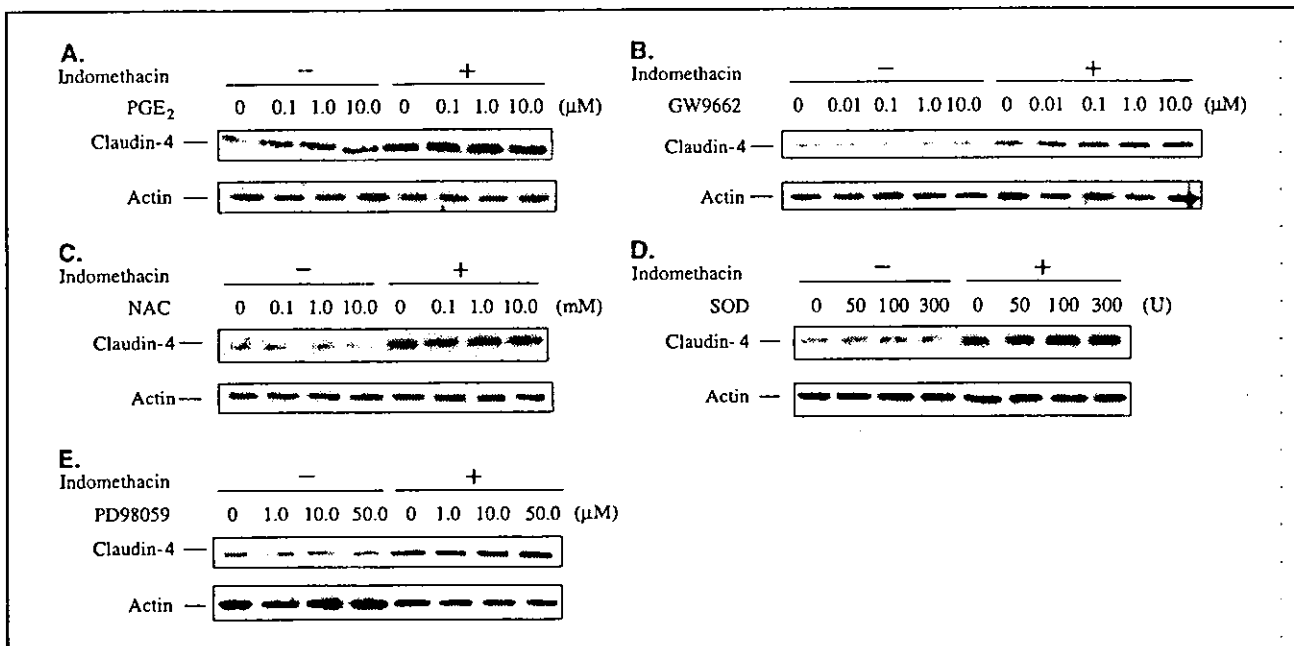 A.
Indomethacin − +
PGE2 0 0.1 1.0 10.0 0 0.1 1.0 10.0 (μM)
Claudin-4
Actin
B.
Indomethacin − +
GW9662 0 0.01 0.1 1.0 10.0 0 0.01 0.1 1.0 10.0 (μM)
Claudin-4
Actin
C.
Indomethacin − +
NAC 0 0.1 1.0 10.0 0 0.1 1.0 10.0 (mM)
Claudin-4
Actin
D.
Indomethacin − +
SOD 0 50 100 300 0 50 100 300 (U)
Claudin-4
Actin
E.
Indomethacin − +
PD98059 0 1.0 10.0 50.0 0 1.0 10.0 50.0 (μM)
Claudin-4
Actin